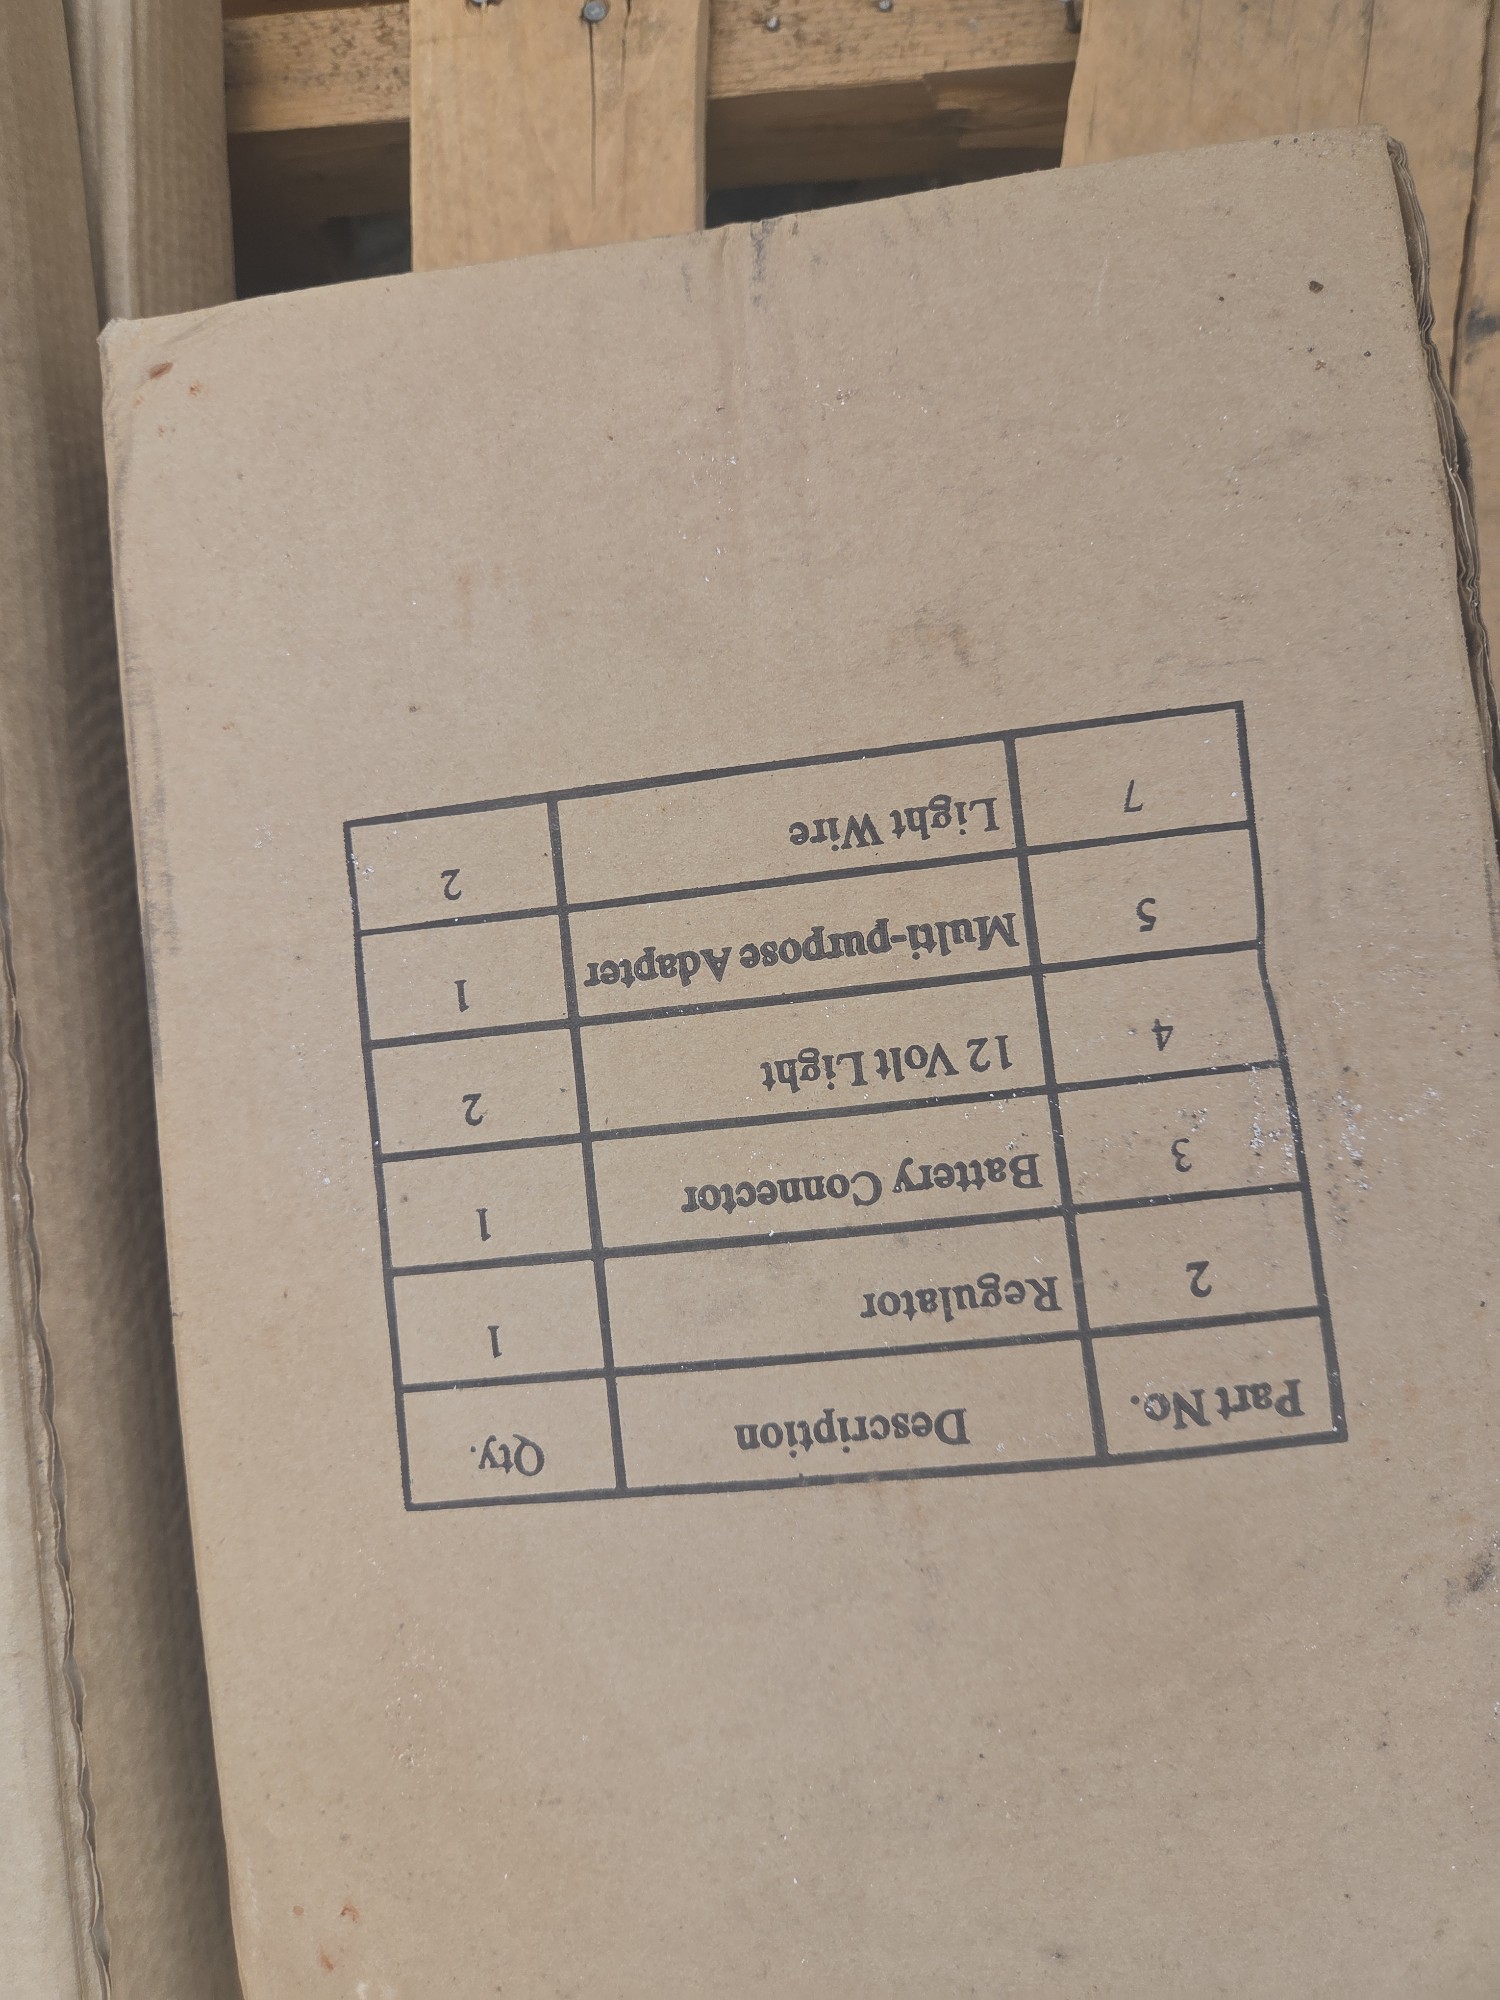 Part No. Description Qty.
2 Regulator 1
3 Battery Connector 1
4 12 Volt Light 2
5 Multi-purpose Adapter 1
7 Light Wire 2